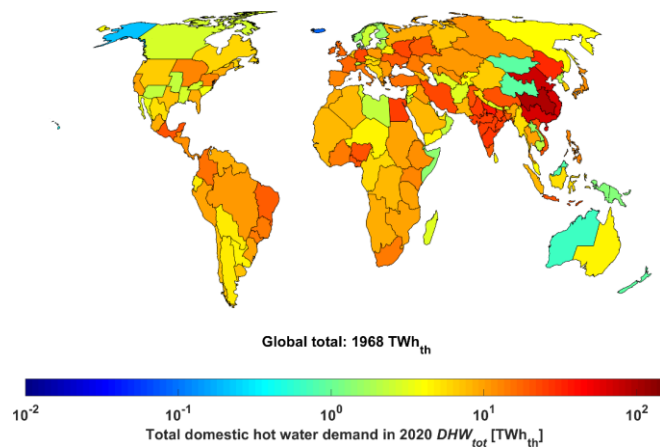 Global total: 1968 TWh_th
10^-2 10^-1 10^0 10^1 10^2
Total domestic hot water demand in 2020 DHW_tot [TWh_th]